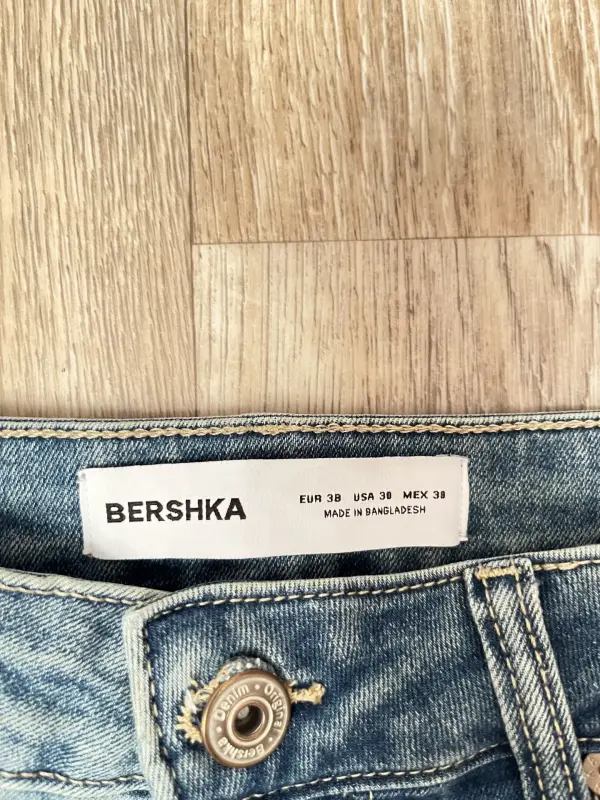 BERSHKA
EUR 38 USA 30 MEX 30
MADE IN BANGLADESH
Denim • Original • Bershka •